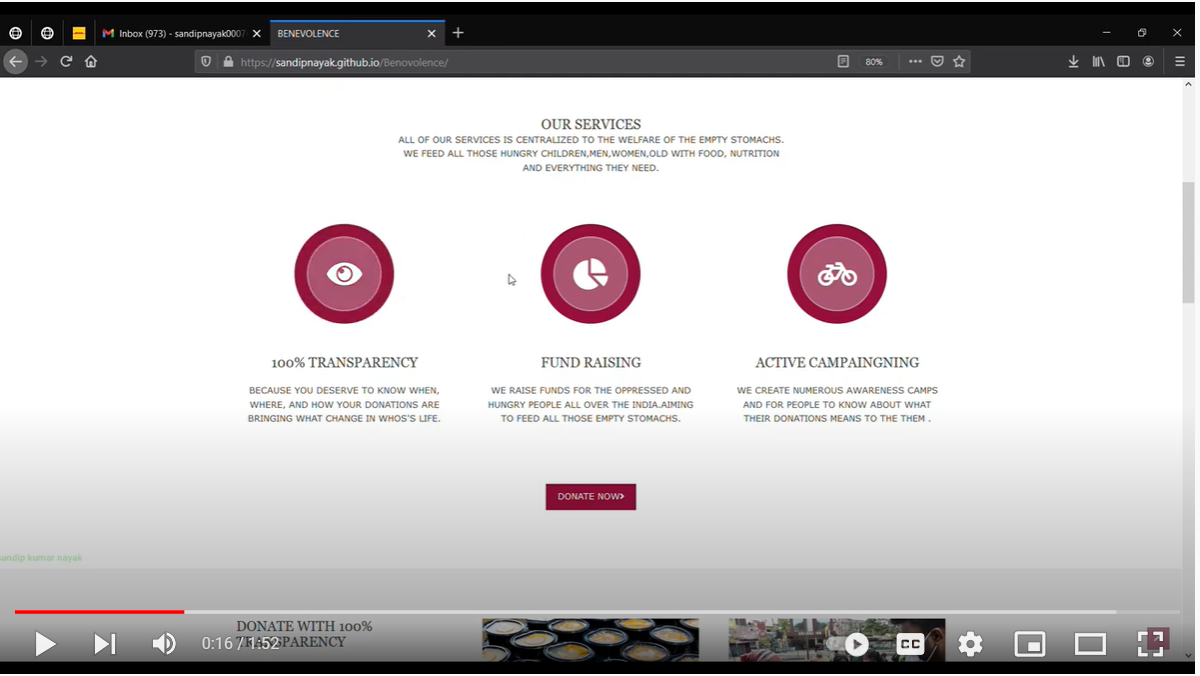 Inbox (973) - sandipnayak0007
BENEVOLENCE
https://sandipnayak.github.io/Benovolence/
80%
OUR SERVICES
ALL OF OUR SERVICES IS CENTRALIZED TO THE WELFARE OF THE EMPTY STOMACHS.
WE FEED ALL THOSE HUNGRY CHILDREN,MEN,WOMEN,OLD WITH FOOD, NUTRITION
AND EVERYTHING THEY NEED.
100% TRANSPARENCY
BECAUSE YOU DESERVE TO KNOW WHEN,
WHERE, AND HOW YOUR DONATIONS ARE
BRINGING WHAT CHANGE IN WHOS'S LIFE.
FUND RAISING
WE RAISE FUNDS FOR THE OPPRESSED AND
HUNGRY PEOPLE ALL OVER THE INDIA.AIMING
TO FEED ALL THOSE EMPTY STOMACHS.
ACTIVE CAMPAINGNING
WE CREATE NUMEROUS AWARENESS CAMPS
AND FOR PEOPLE TO KNOW ABOUT WHAT
THEIR DONATIONS MEANS TO THE THEM .
DONATE NOW>
sandip kumar nayak
DONATE WITH 100%
TRANSPARENCY
0:16 / 1:52
CC